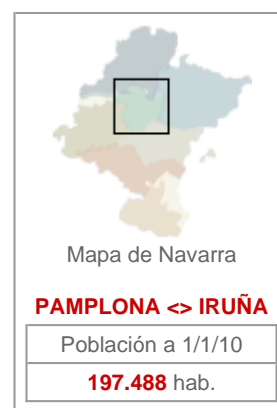 Mapa de Navarra
PAMPLONA <> IRUÑA
Población a 1/1/10
197.488 hab.